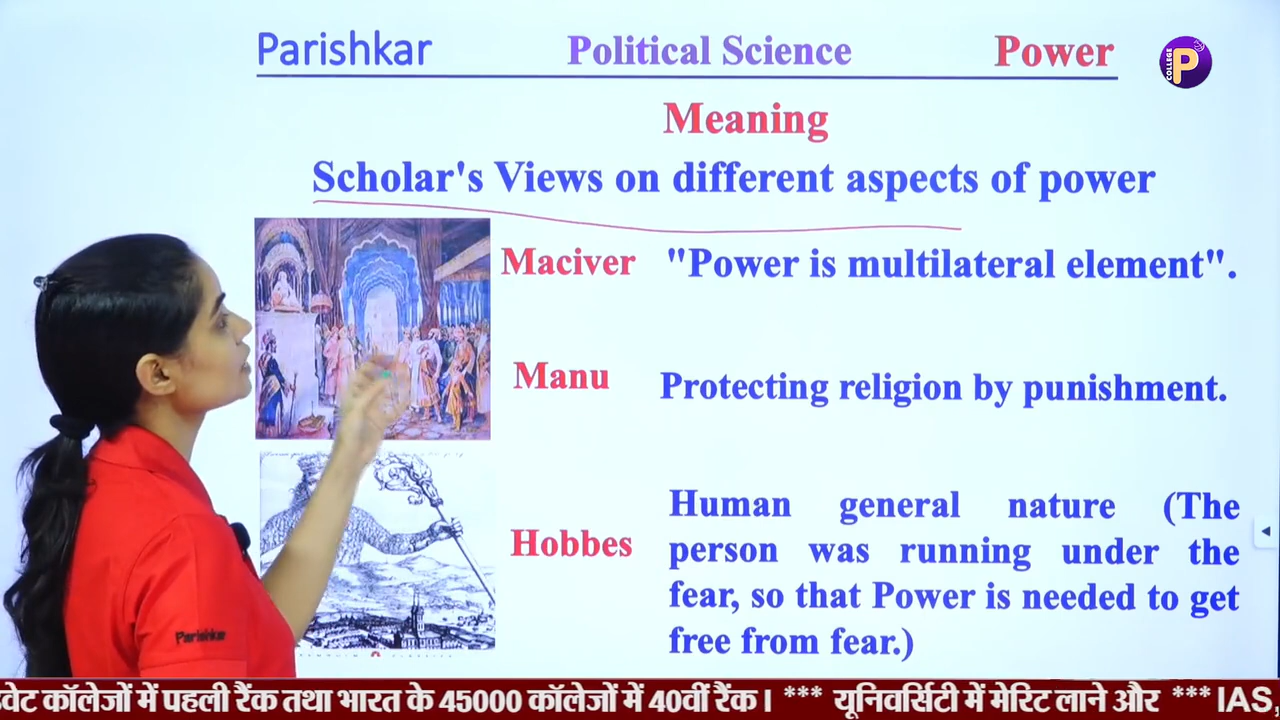 Parishkar Political Science Power
COLLEGE P
Meaning
Scholar's Views on different aspects of power
Maciver "Power is multilateral element".
Manu Protecting religion by punishment.
Hobbes Human general nature (The
person was running under the
fear, so that Power is needed to get
free from fear.)
Parishkar
वेट कॉलेजों में पहली रैंक तथा भारत के 45000 कॉलेजों में 40वीं रैंक। *** यूनिवर्सिटी में मेरिट लाने और *** IAS,